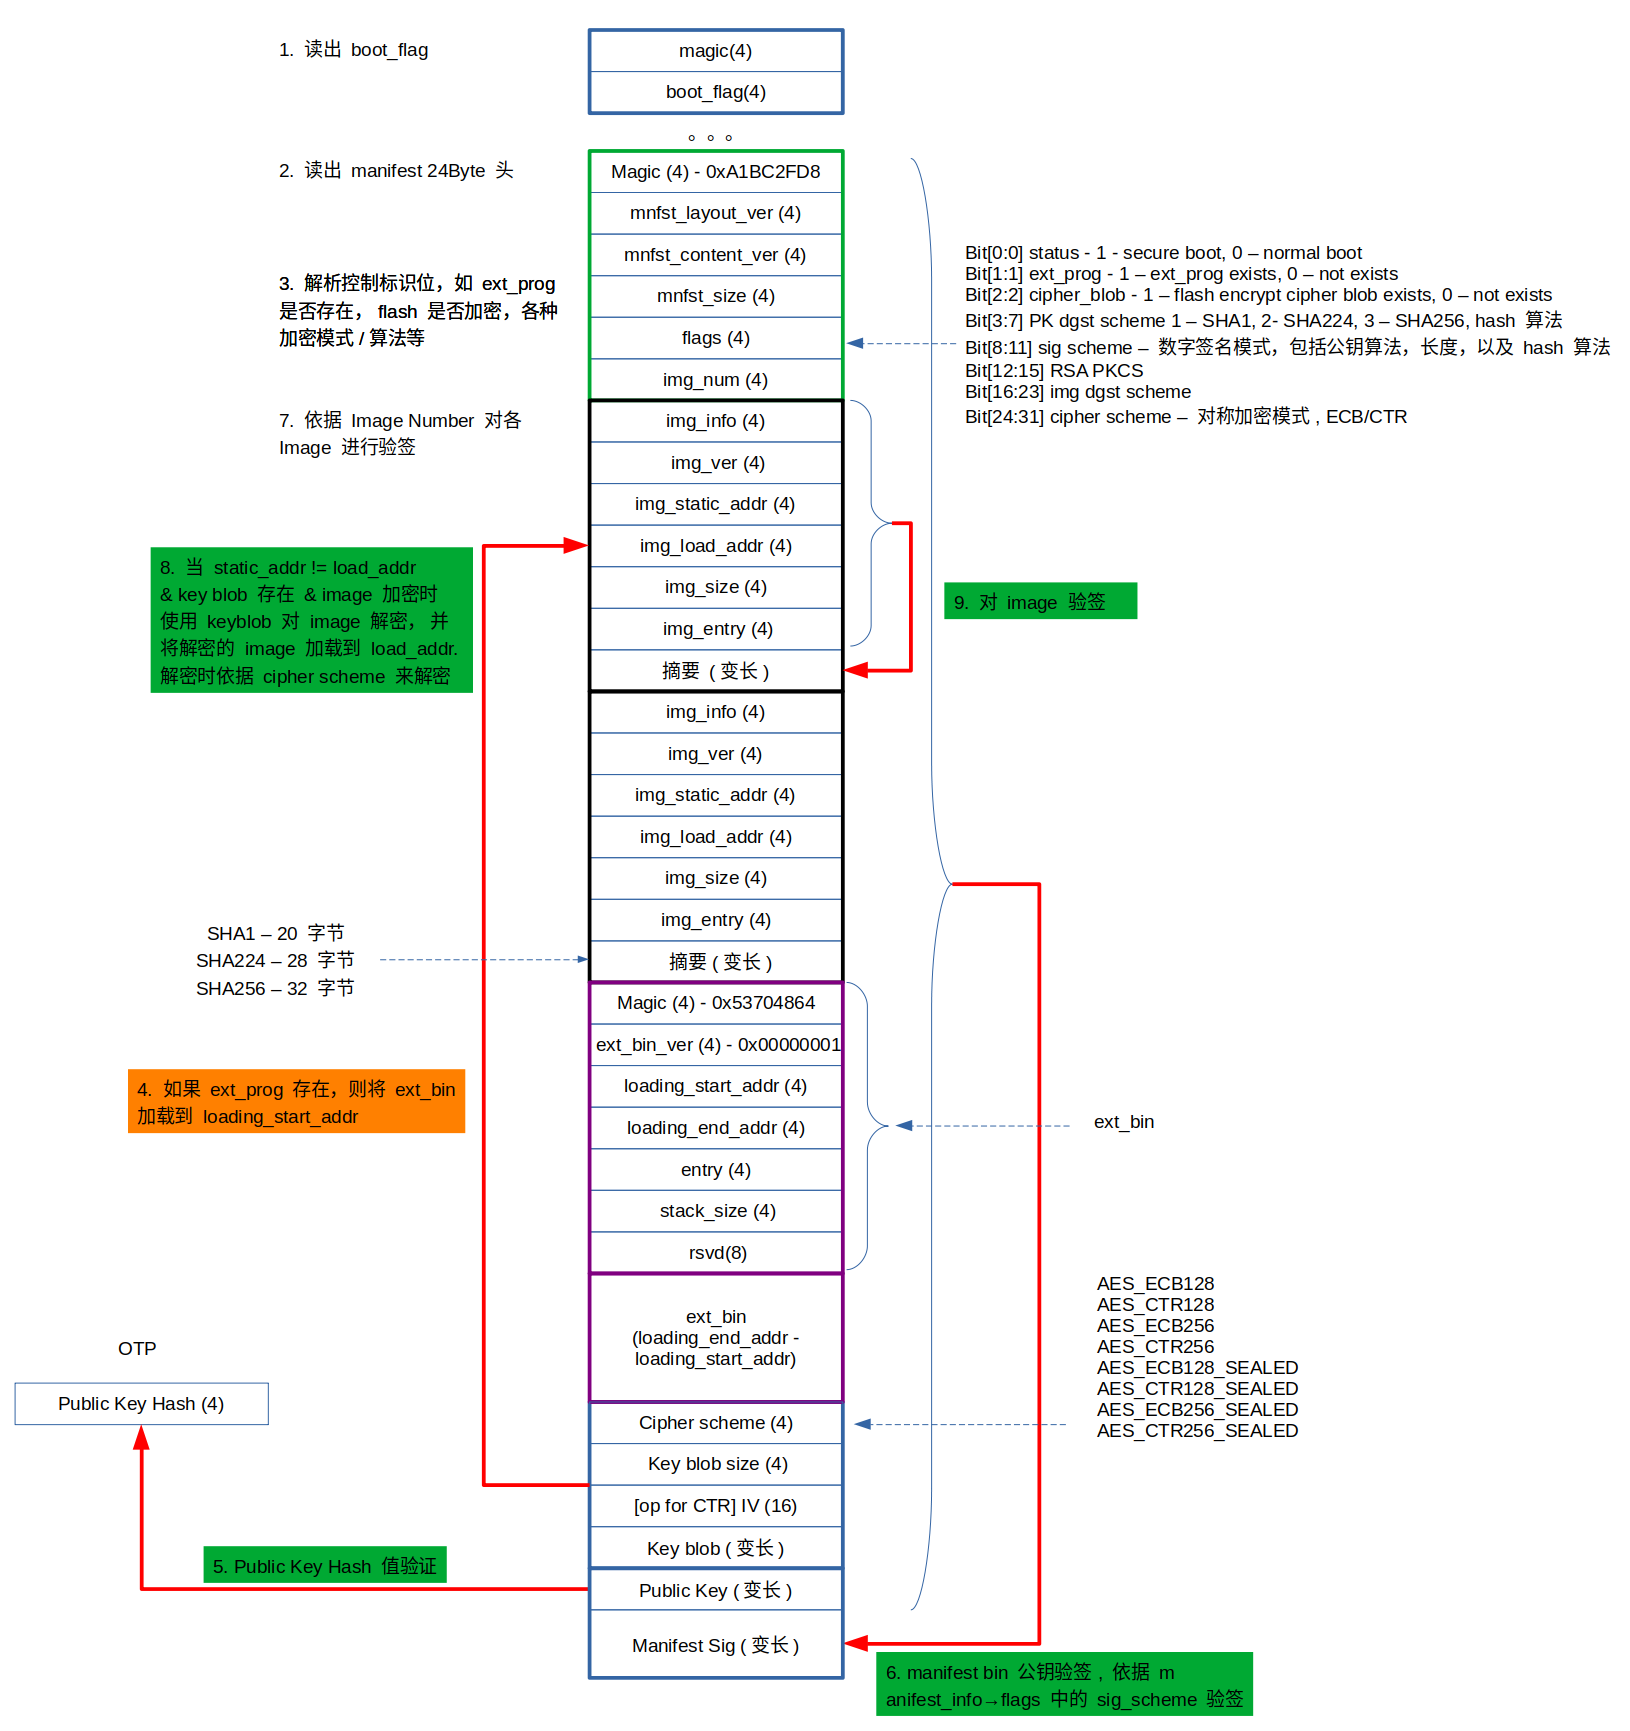 1. 读出 boot_flag
magic(4)
boot_flag(4)
。。。
2. 读出 manifest 24Byte 头
Magic (4) - 0xA1BC2FD8
mnfst_layout_ver (4)
mnfst_content_ver (4)
mnfst_size (4)
flags (4)
img_num (4)
3. 解析控制标识位，如 ext_prog
是否存在， flash 是否加密，各种
加密模式 / 算法等
Bit[0:0] status - 1 - secure boot, 0 – normal boot
Bit[1:1] ext_prog - 1 – ext_prog exists, 0 – not exists
Bit[2:2] cipher_blob - 1 – flash encrypt cipher blob exists, 0 – not exists
Bit[3:7] PK dgst scheme 1 – SHA1, 2- SHA224, 3 – SHA256, hash 算法
Bit[8:11] sig scheme – 数字签名模式，包括公钥算法，长度，以及 hash 算法
Bit[12:15] RSA PKCS
Bit[16:23] img dgst scheme
Bit[24:31] cipher scheme – 对称加密模式 , ECB/CTR
7. 依据 Image Number 对各
Image 进行验签
img_info (4)
img_ver (4)
img_static_addr (4)
img_load_addr (4)
img_size (4)
img_entry (4)
摘要 ( 变长 )
8. 当 static_addr != load_addr
& key blob 存在 & image 加密时
使用 keyblob 对 image 解密， 并
将解密的 image 加载到 load_addr.
解密时依据 cipher scheme 来解密
9. 对 image 验签
img_info (4)
img_ver (4)
img_static_addr (4)
img_load_addr (4)
img_size (4)
img_entry (4)
摘要 ( 变长 )
SHA1 – 20 字节
SHA224 – 28 字节
SHA256 – 32 字节
Magic (4) - 0x53704864
ext_bin_ver (4) - 0x00000001
loading_start_addr (4)
loading_end_addr (4)
entry (4)
stack_size (4)
rsvd(8)
4. 如果 ext_prog 存在，则将 ext_bin
加载到 loading_start_addr
ext_bin
ext_bin
(loading_end_addr -
loading_start_addr)
AES_ECB128
AES_CTR128
AES_ECB256
AES_CTR256
AES_ECB128_SEALED
AES_CTR128_SEALED
AES_ECB256_SEALED
AES_CTR256_SEALED
OTP
Public Key Hash (4)
Cipher scheme (4)
Key blob size (4)
[op for CTR] IV (16)
Key blob ( 变长 )
5. Public Key Hash 值验证
Public Key ( 变长 )
Manifest Sig ( 变长 )
6. manifest bin 公钥验签 , 依据 m
anifest_info→flags 中的 sig_scheme 验签